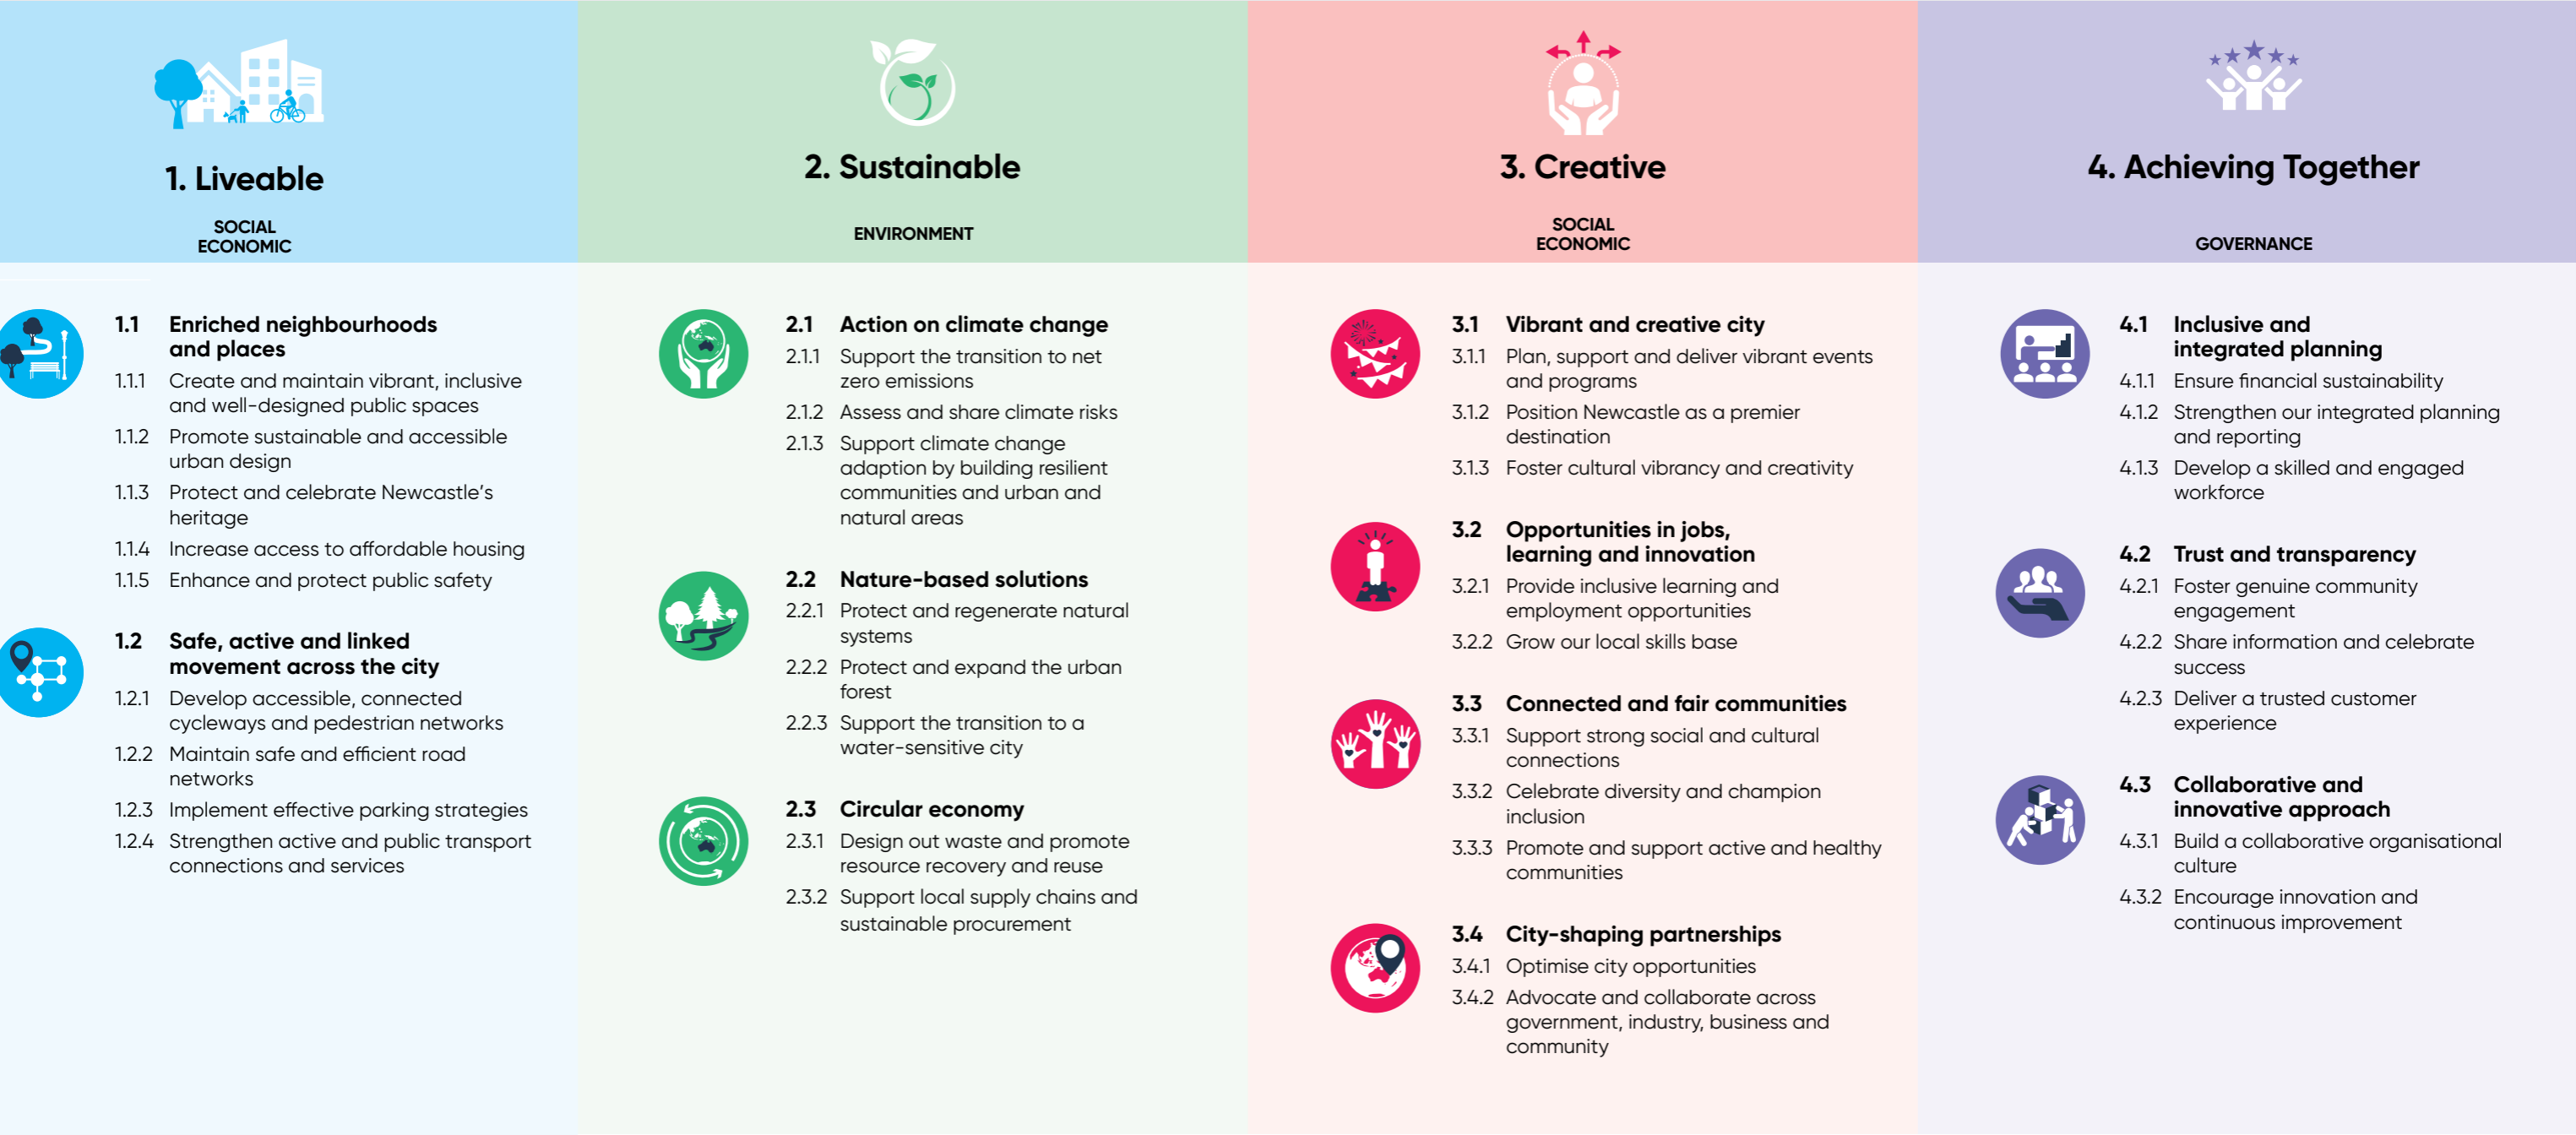 1. Liveable
SOCIAL
ECONOMIC
1.1 Enriched neighbourhoods
and places
1.1.1 Create and maintain vibrant, inclusive
and well-designed public spaces
1.1.2 Promote sustainable and accessible
urban design
1.1.3 Protect and celebrate Newcastle's
heritage
1.1.4 Increase access to affordable housing
1.1.5 Enhance and protect public safety
1.2 Safe, active and linked
movement across the city
1.2.1 Develop accessible, connected
cycleways and pedestrian networks
1.2.2 Maintain safe and efficient road
networks
1.2.3 Implement effective parking strategies
1.2.4 Strengthen active and public transport
connections and services
2. Sustainable
ENVIRONMENT
2.1 Action on climate change
2.1.1 Support the transition to net
zero emissions
2.1.2 Assess and share climate risks
2.1.3 Support climate change
adaption by building resilient
communities and urban and
natural areas
2.2 Nature-based solutions
2.2.1 Protect and regenerate natural
systems
2.2.2 Protect and expand the urban
forest
2.2.3 Support the transition to a
water-sensitive city
2.3 Circular economy
2.3.1 Design out waste and promote
resource recovery and reuse
2.3.2 Support local supply chains and
sustainable procurement
3. Creative
SOCIAL
ECONOMIC
3.1 Vibrant and creative city
3.1.1 Plan, support and deliver vibrant events
and programs
3.1.2 Position Newcastle as a premier
destination
3.1.3 Foster cultural vibrancy and creativity
3.2 Opportunities in jobs,
learning and innovation
3.2.1 Provide inclusive learning and
employment opportunities
3.2.2 Grow our local skills base
3.3 Connected and fair communities
3.3.1 Support strong social and cultural
connections
3.3.2 Celebrate diversity and champion
inclusion
3.3.3 Promote and support active and healthy
communities
3.4 City-shaping partnerships
3.4.1 Optimise city opportunities
3.4.2 Advocate and collaborate across
government, industry, business and
community
4. Achieving Together
GOVERNANCE
4.1 Inclusive and
integrated planning
4.1.1 Ensure financial sustainability
4.1.2 Strengthen our integrated planning
and reporting
4.1.3 Develop a skilled and engaged
workforce
4.2 Trust and transparency
4.2.1 Foster genuine community
engagement
4.2.2 Share information and celebrate
success
4.2.3 Deliver a trusted customer
experience
4.3 Collaborative and
innovative approach
4.3.1 Build a collaborative organisational
culture
4.3.2 Encourage innovation and
continuous improvement